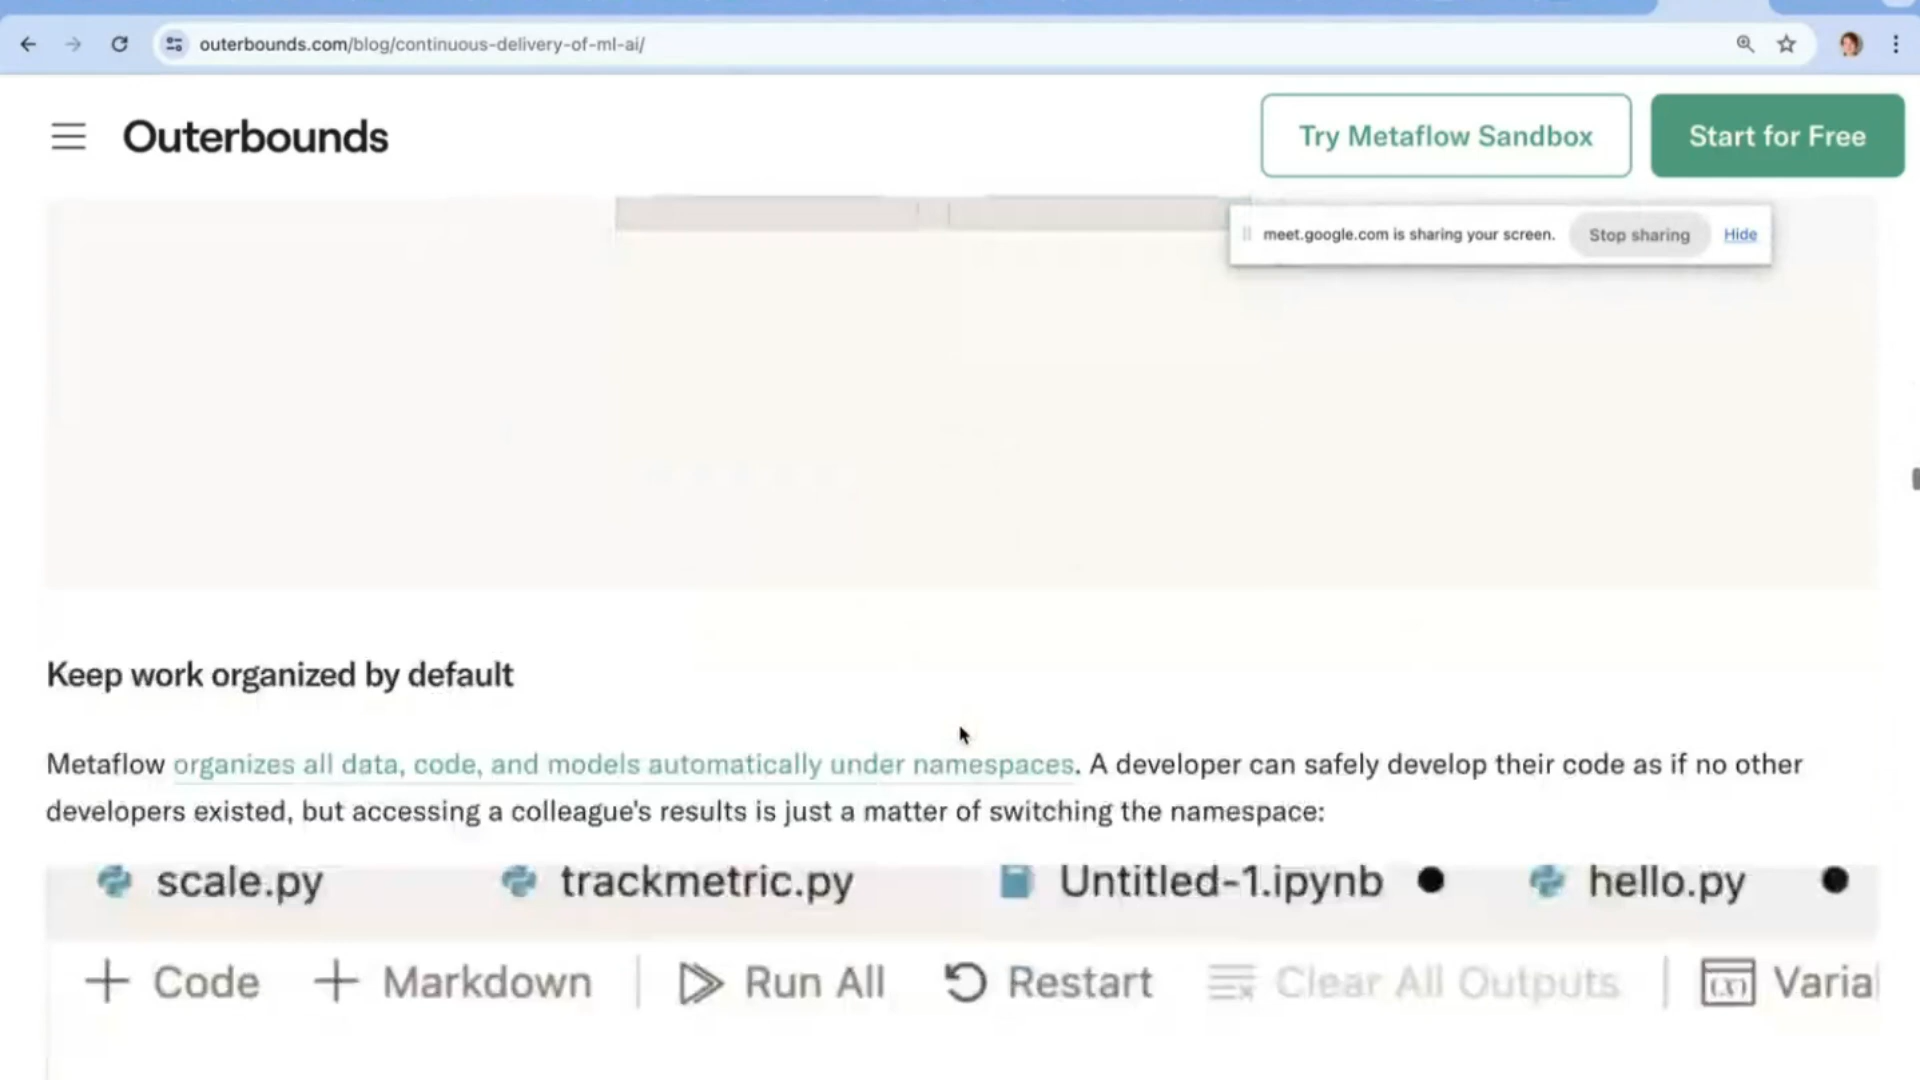 outerbounds.com/blog/continuous-delivery-of-ml-ai/
Outerbounds
Try Metaflow Sandbox
Start for Free
meet.google.com is sharing your screen.
Stop sharing
Hide
Keep work organized by default
Metaflow organizes all data, code, and models automatically under namespaces. A developer can safely develop their code as if no other
developers existed, but accessing a colleague's results is just a matter of switching the namespace:
scale.py trackmetric.py Untitled-1.ipynb hello.py
+ Code + Markdown | Run All Restart Clear All Outputs | (x) Varia